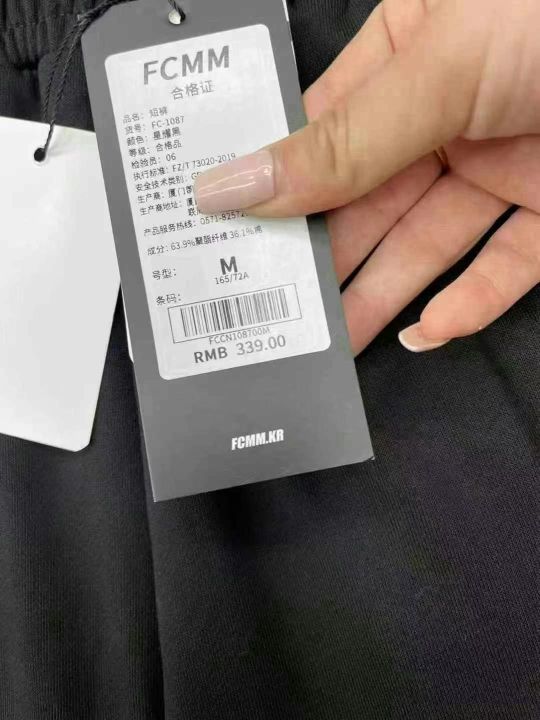 FCMM
合格证
品名: 短裤
货号: FC-1087
颜色: 星耀黑
等级: 合格品
检验员: 06
执行标准: FZ/T 73020-2019
安全技术类别:
生产商: 厦门
生产商地址:
产品服务热线: 0571-8257
成分: 63.9%聚酯纤维 36.1%棉
号型:
M
165/72A
条码:
FCCN108700M
RMB 339.00
FCMM.KR